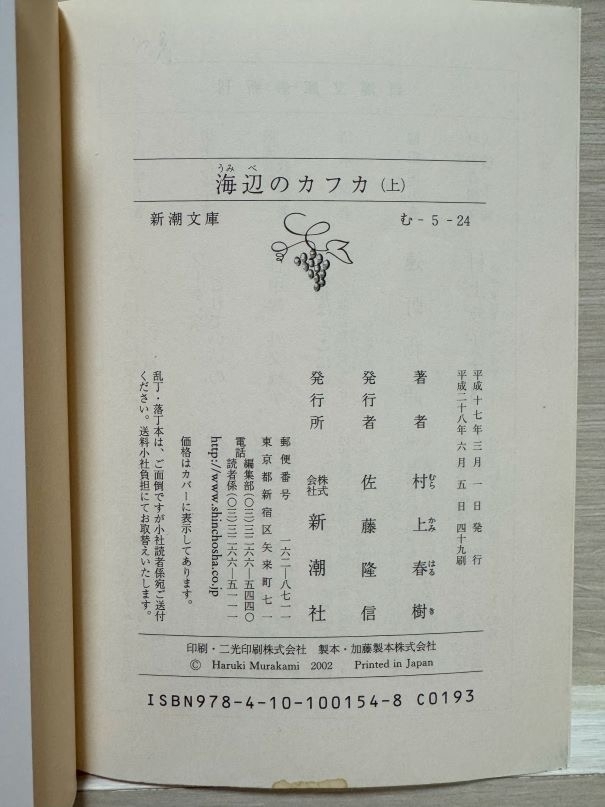 海辺のカフカ（上）
うみべ
新潮文庫
む-5-24
平成十七年三月一日発行
平成二十八年六月五日四十九刷
著者 村上春樹
むらかみはるき
発行者 佐藤隆信
発行所 株式会社 新潮社
郵便番号 一六二-八七一一
東京都新宿区矢来町七一
電話 編集部（〇三）三二六六-五四四〇
読者係（〇三）三二六六-五一一一
http://www.shinchosha.co.jp
価格はカバーに表示してあります。
乱丁・落丁本は、ご面倒ですが小社読者係宛ご送付
ください。送料小社負担にてお取替えいたします。
印刷・二光印刷株式会社 製本・加藤製本株式会社
© Haruki Murakami 2002 Printed in Japan
ISBN978-4-10-100154-8 C0193